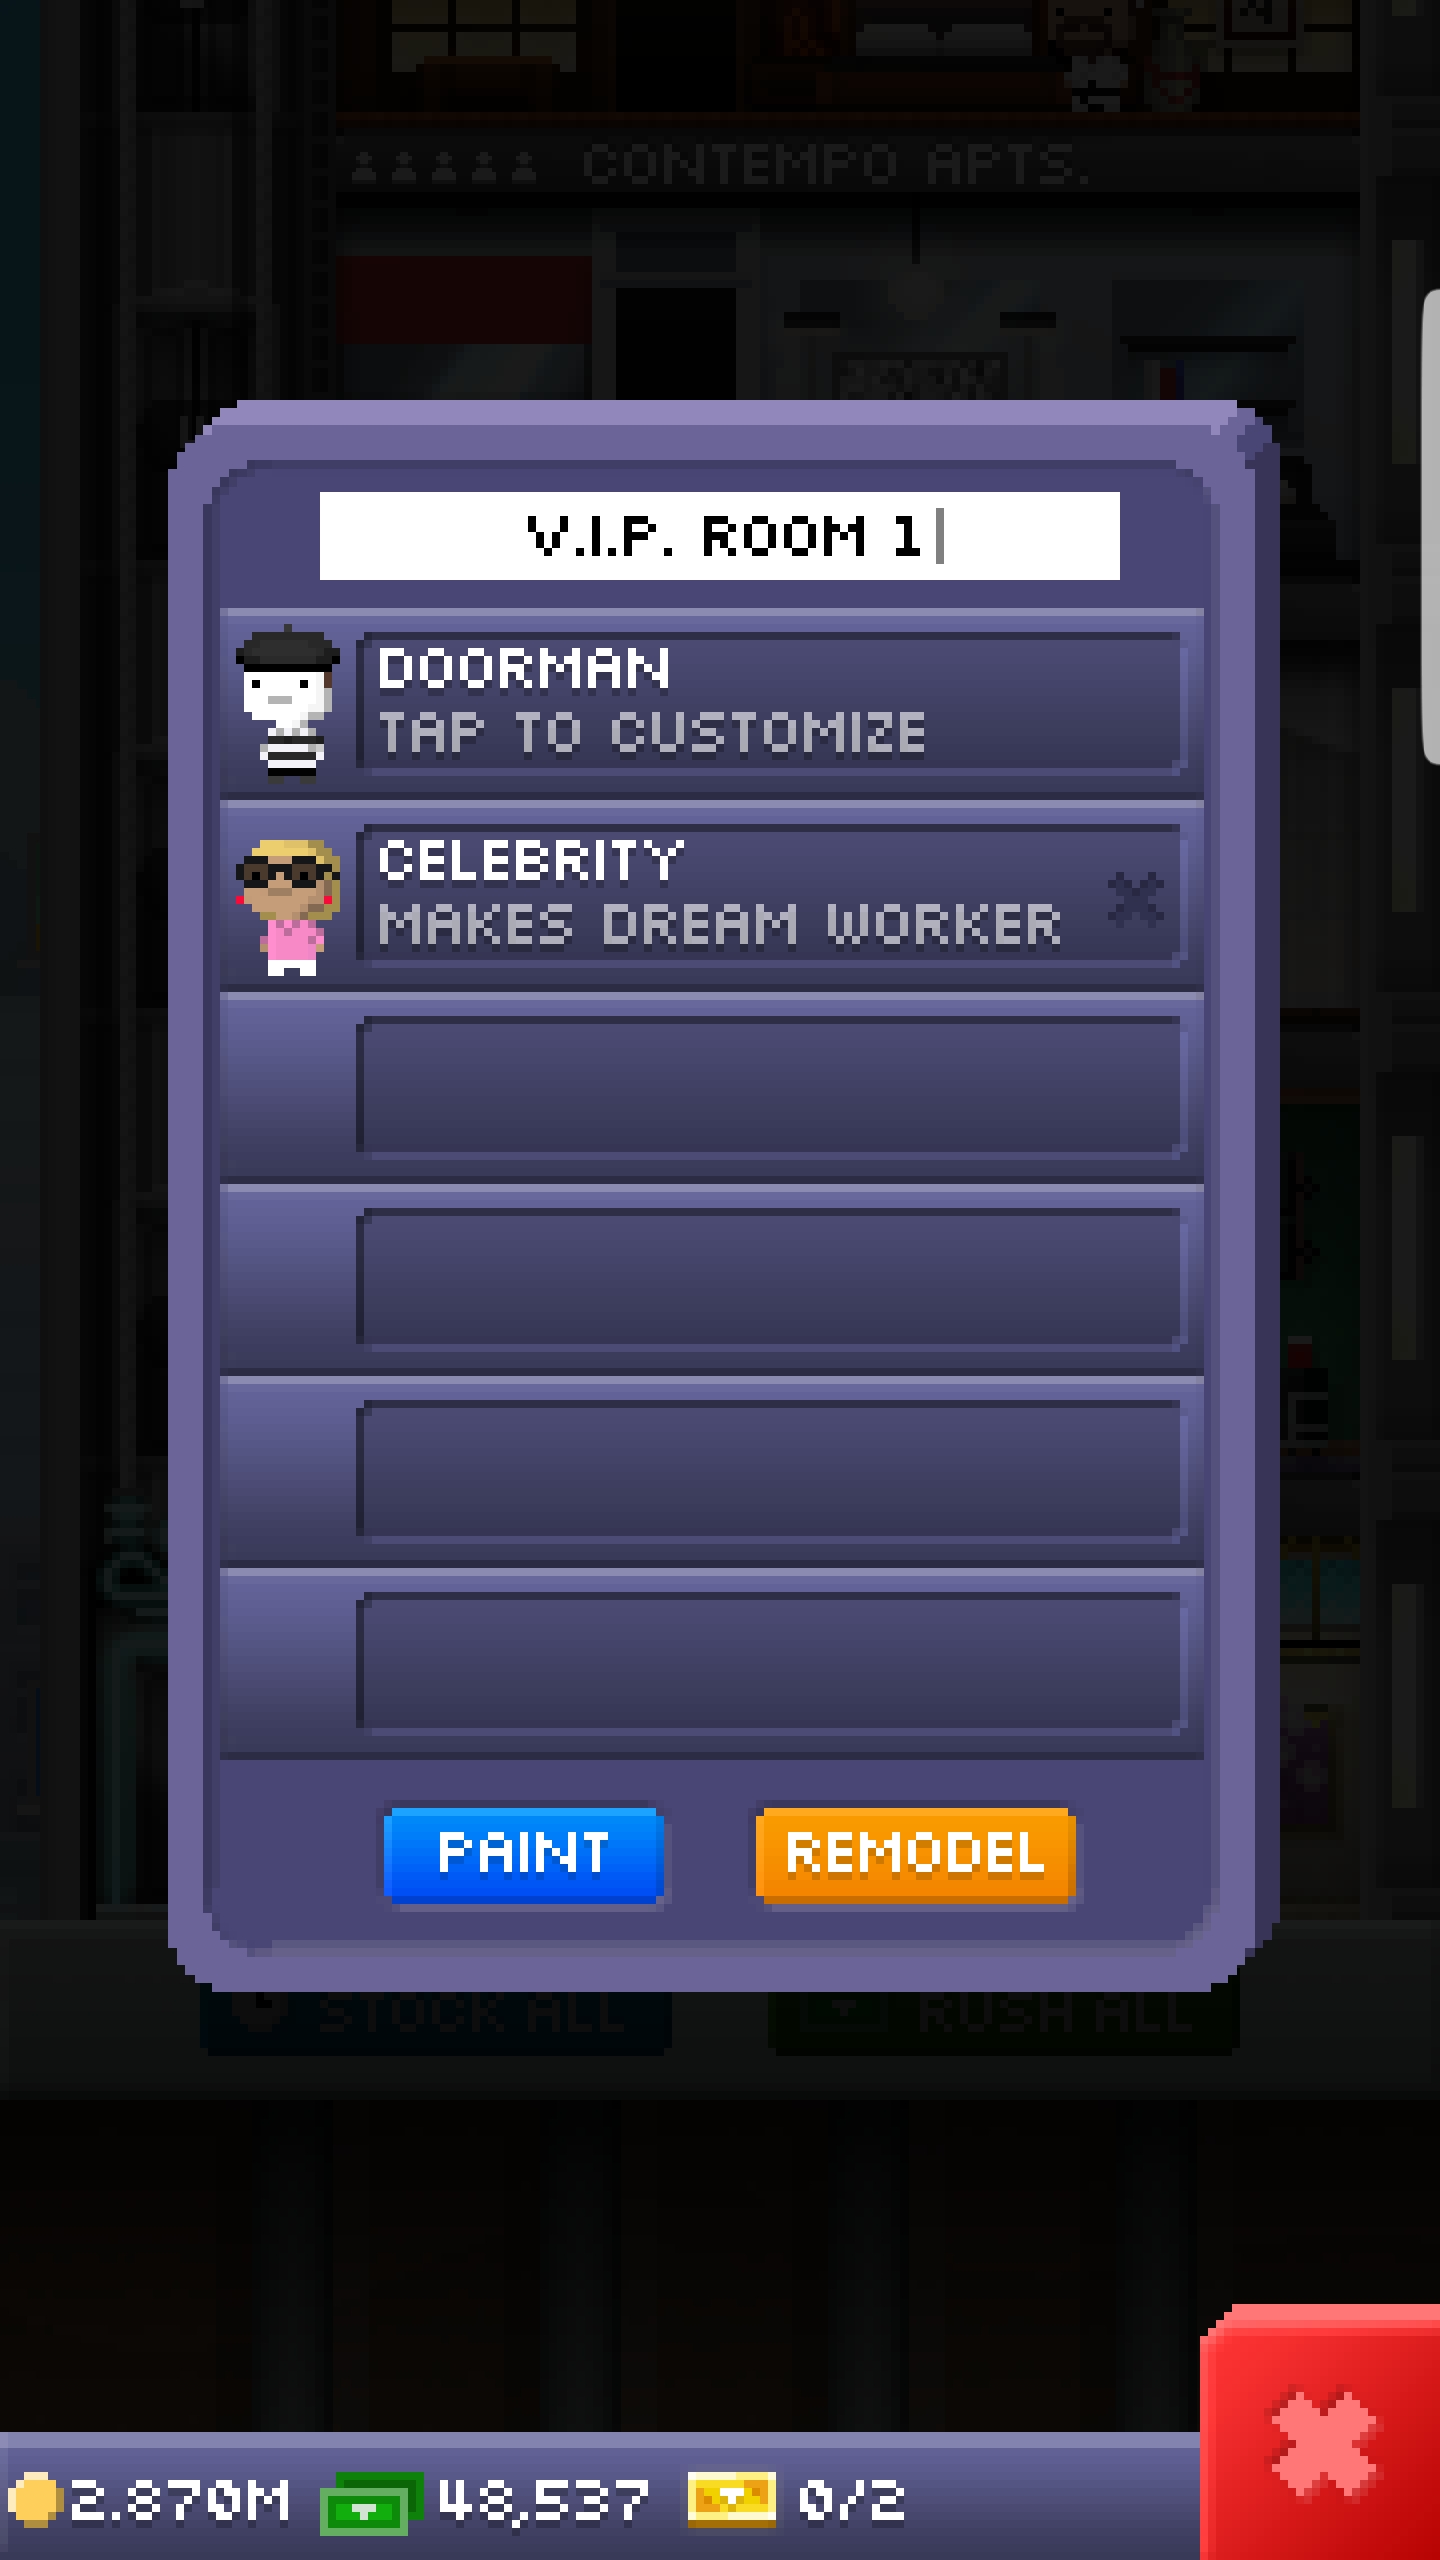 CONTEMPO APTS.
V.I.P. ROOM 1
DOORMAN
TAP TO CUSTOMIZE
CELEBRITY
MAKES DREAM WORKER
PAINT
REMODEL
STOCK ALL
RUSH ALL
2.870M
48,537
0/2